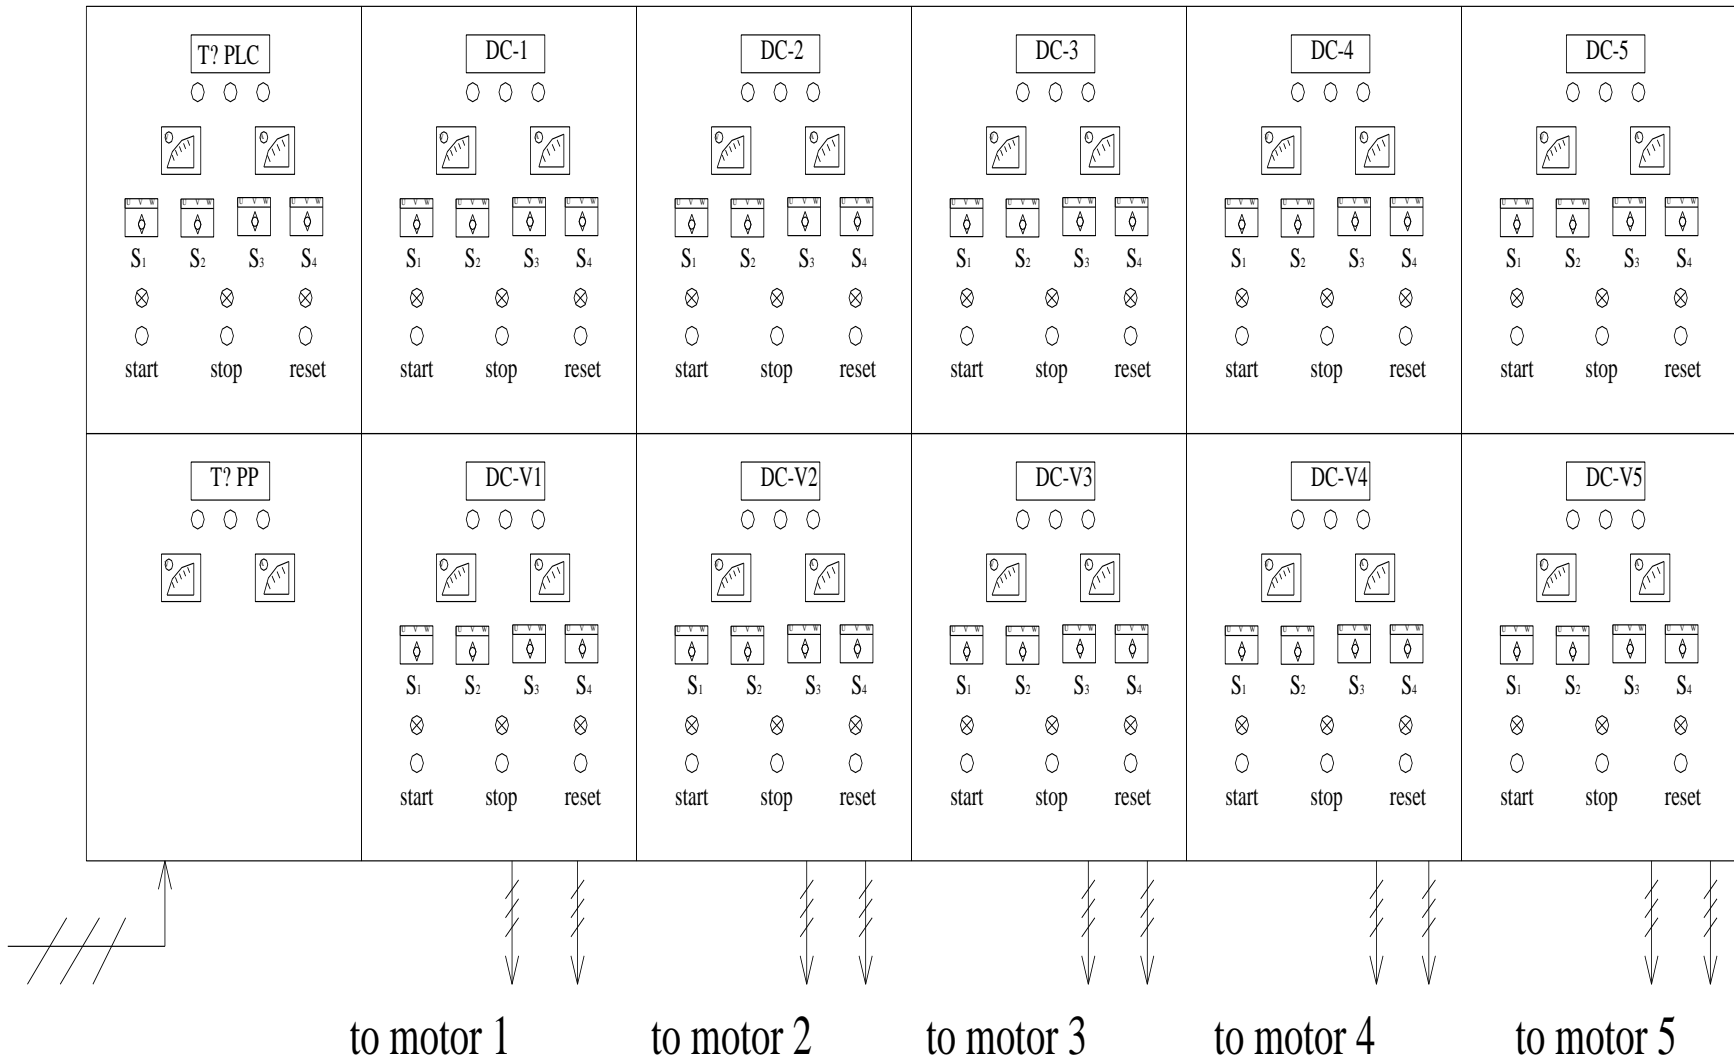 T? PLC DC-1 DC-2 DC-3 DC-4 DC-5
U V W U V W U V W U V W U V W U V W U V W U V W U V W U V W U V W U V W U V W U V W U V W U V W U V W U V W U V W U V W U V W U V W U V W U V W
S1 S2 S3 S4 S1 S2 S3 S4 S1 S2 S3 S4 S1 S2 S3 S4 S1 S2 S3 S4 S1 S2 S3 S4
start stop reset start stop reset start stop reset start stop reset start stop reset start stop reset
T? PP DC-V1 DC-V2 DC-V3 DC-V4 DC-V5
U V W U V W U V W U V W U V W U V W U V W U V W U V W U V W U V W U V W U V W U V W U V W U V W U V W U V W U V W U V W
S1 S2 S3 S4 S1 S2 S3 S4 S1 S2 S3 S4 S1 S2 S3 S4 S1 S2 S3 S4
start stop reset start stop reset start stop reset start stop reset start stop reset
to motor 1 to motor 2 to motor 3 to motor 4 to motor 5